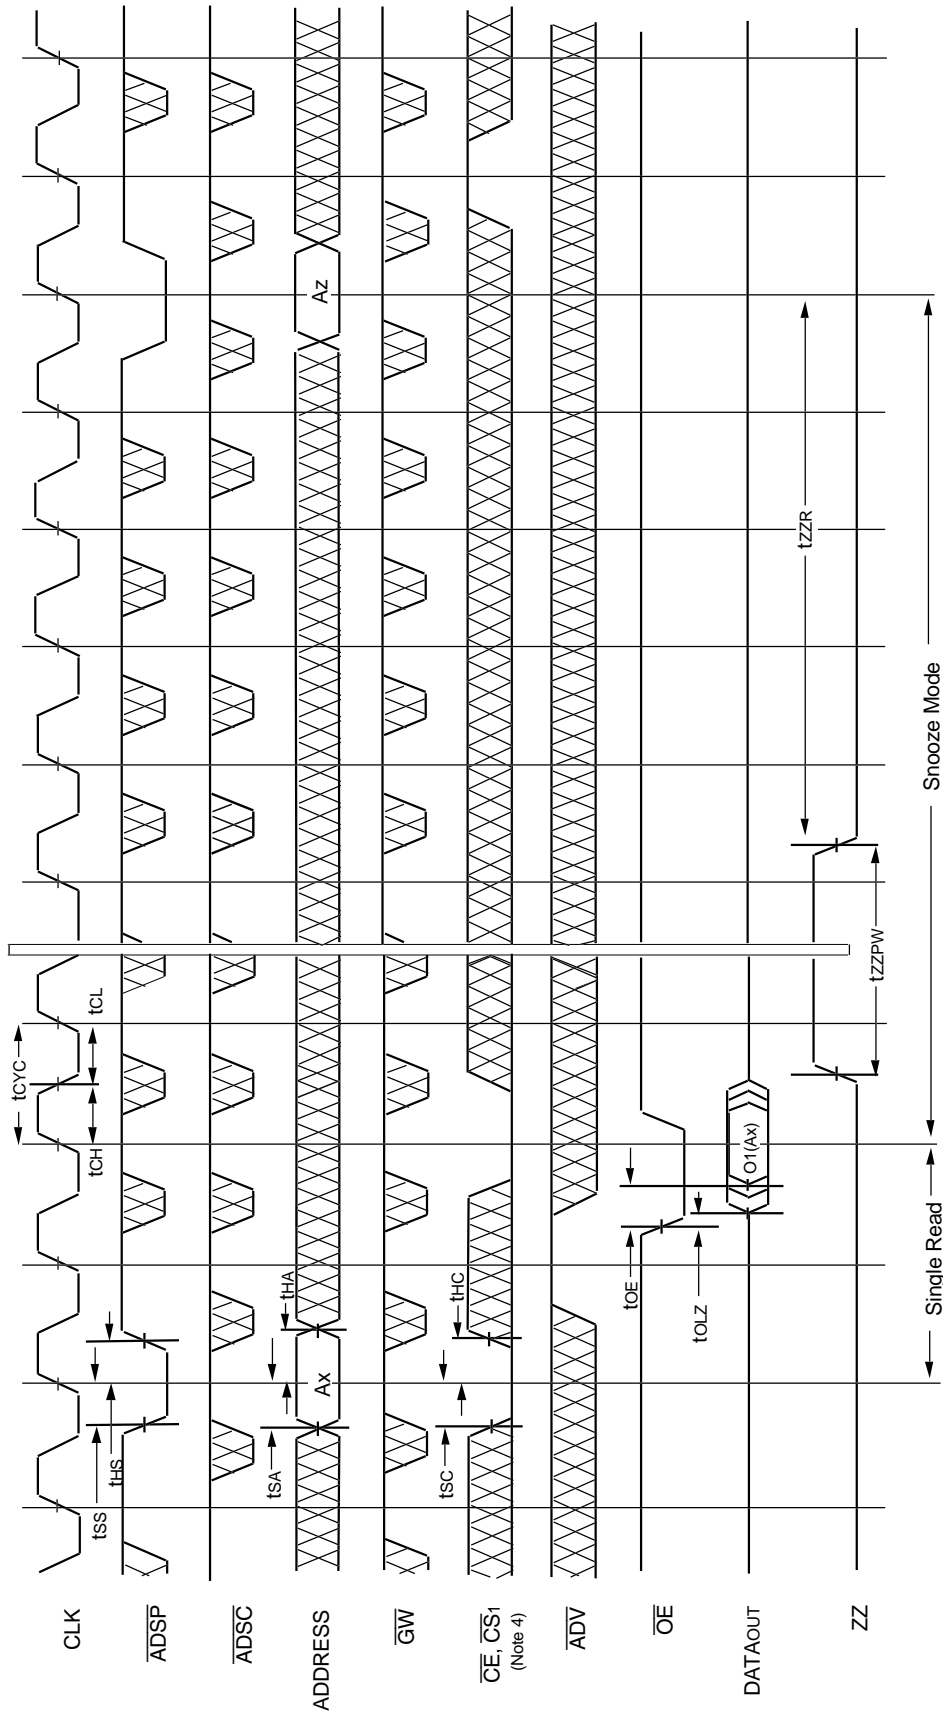 CLK
tCYC
tCH
tCL
tSS
tHS
ADSP
ADSC
ADDRESS
tSA
tHA
Ax
Az
GW
CE, CS1
(Note 4)
tSC
tHC
ADV
OE
tOE
tOLZ
DATAOUT
O1(Ax)
ZZ
tZZPW
tZZR
Single Read
Snooze Mode